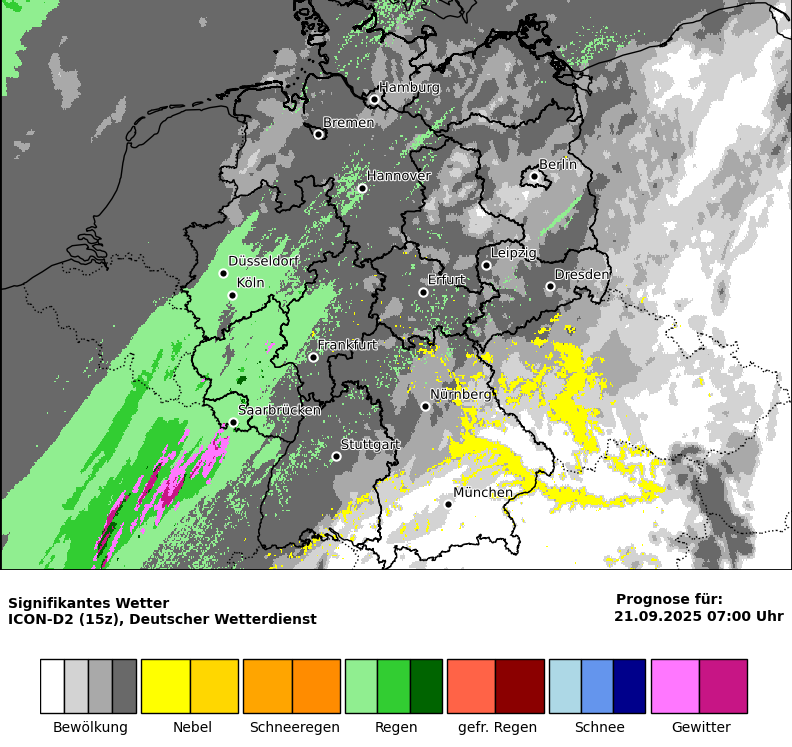 Hamburg
Bremen
Berlin
Hannover
Leipzig
Düsseldorf
Dresden
Köln
Erfurt
Frankfurt
Nürnberg
Saarbrücken
Stuttgart
München
Signifikantes Wetter
ICON-D2 (15z), Deutscher Wetterdienst
Prognose für:
21.09.2025 07:00 Uhr
Bewölkung
Nebel
Schneeregen
Regen
gefr. Regen
Schnee
Gewitter